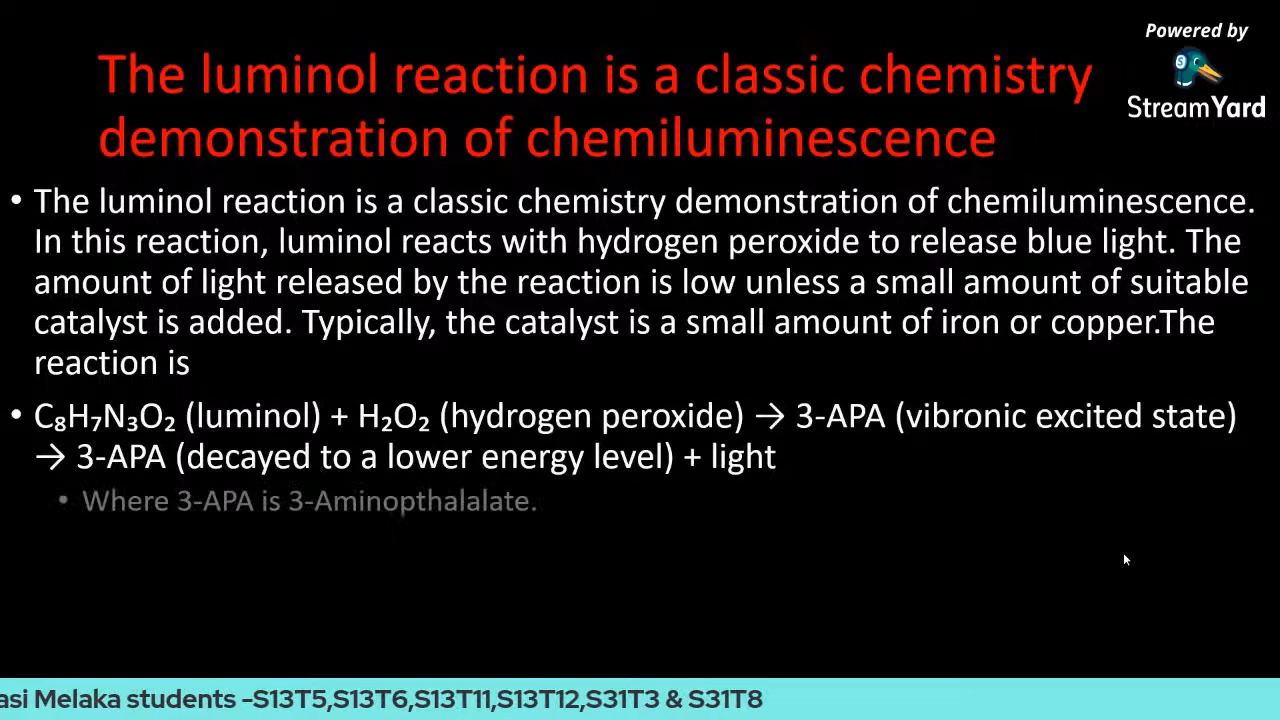 Powered by
StreamYard
The luminol reaction is a classic chemistry
demonstration of chemiluminescence
• The luminol reaction is a classic chemistry demonstration of chemiluminescence.
In this reaction, luminol reacts with hydrogen peroxide to release blue light. The
amount of light released by the reaction is low unless a small amount of suitable
catalyst is added. Typically, the catalyst is a small amount of iron or copper.The
reaction is
• C₈H₇N₃O₂ (luminol) + H₂O₂ (hydrogen peroxide) → 3-APA (vibronic excited state)
→ 3-APA (decayed to a lower energy level) + light
• Where 3-APA is 3-Aminopthalalate.
asi Melaka students -S13T5,S13T6,S13T11,S13T12,S31T3 & S31T8